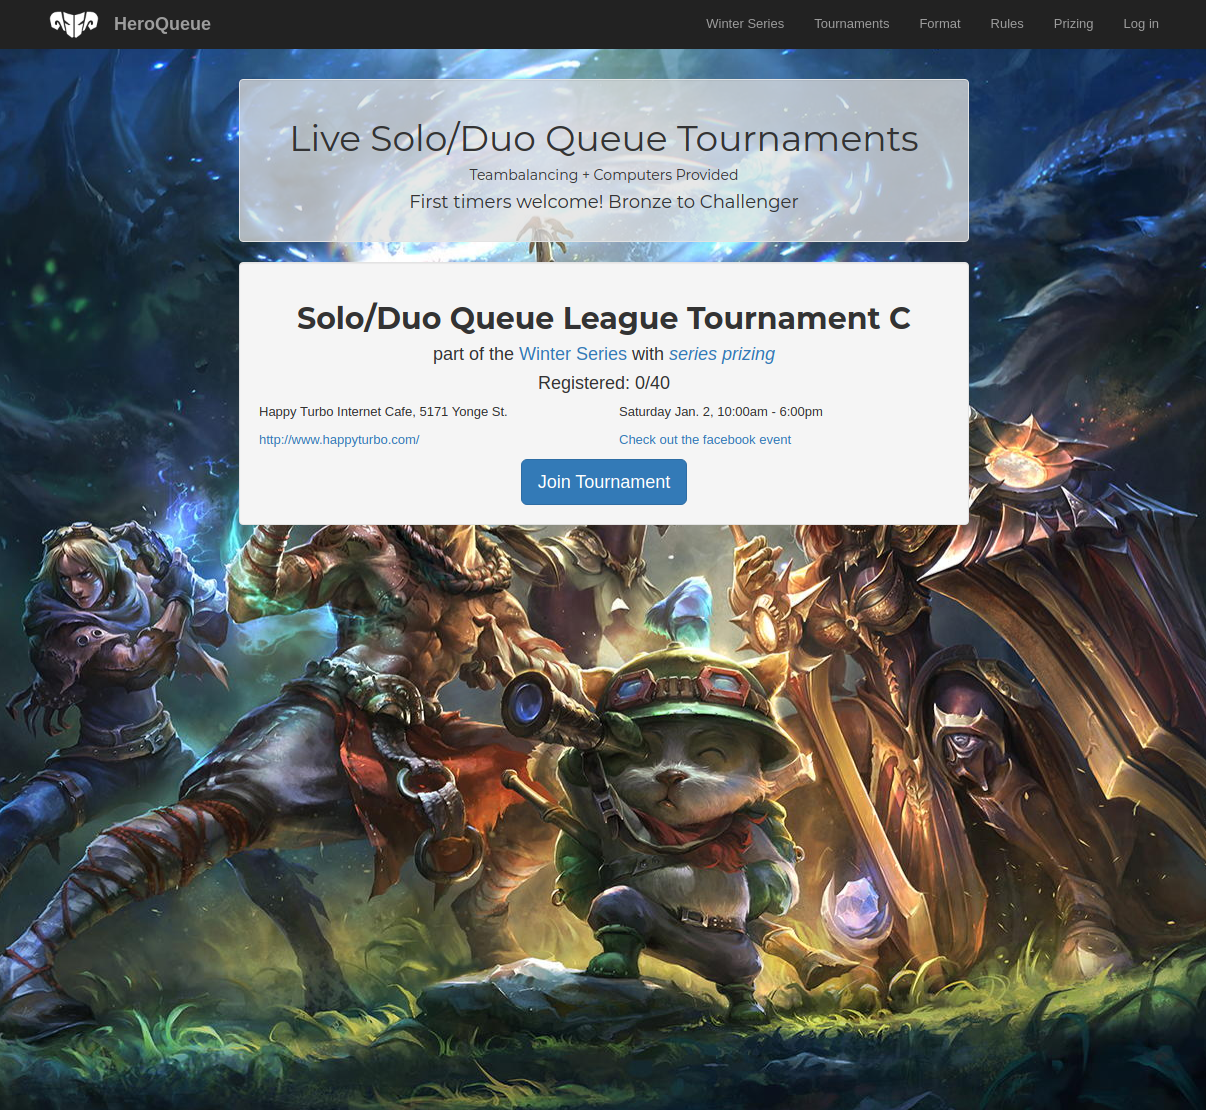 HeroQueue
Winter Series
Tournaments
Format
Rules
Prizing
Log in
Live Solo/Duo Queue Tournaments
Teambalancing + Computers Provided
First timers welcome! Bronze to Challenger
Solo/Duo Queue League Tournament C
part of the Winter Series with series prizing
Registered: 0/40
Happy Turbo Internet Cafe, 5171 Yonge St.
Saturday Jan. 2, 10:00am - 6:00pm
http://www.happyturbo.com/
Check out the facebook event
Join Tournament